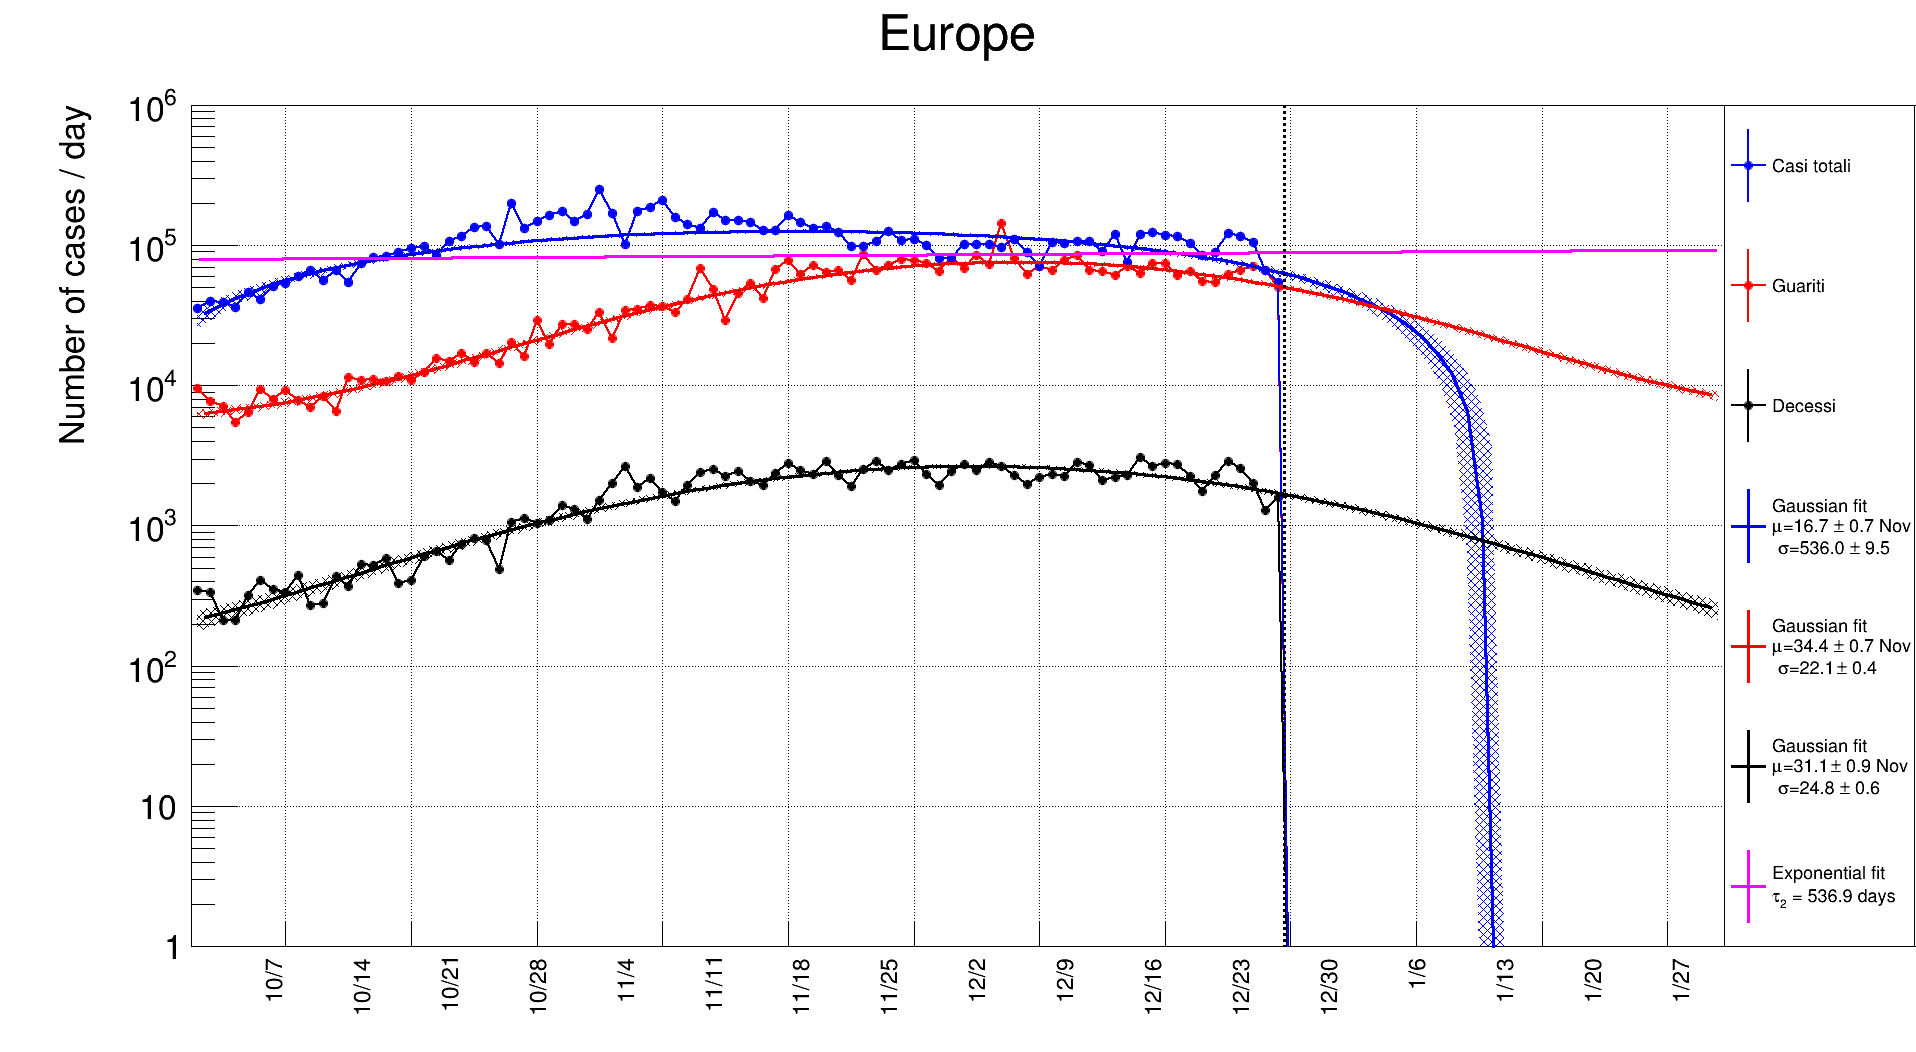 Europe
Number of cases / day
10^6
10^5
10^4
10^3
10^2
10
1
10/7
10/14
10/21
10/28
11/4
11/11
11/18
11/25
12/2
12/9
12/16
12/23
12/30
1/6
1/13
1/20
1/27
Casi totali
Guariti
Decessi
Gaussian fit
μ=16.7 ± 0.7 Nov
σ=536.0 ± 9.5
Gaussian fit
μ=34.4 ± 0.7 Nov
σ=22.1 ± 0.4
Gaussian fit
μ=31.1 ± 0.9 Nov
σ=24.8 ± 0.6
Exponential fit
τ₂ = 536.9 days